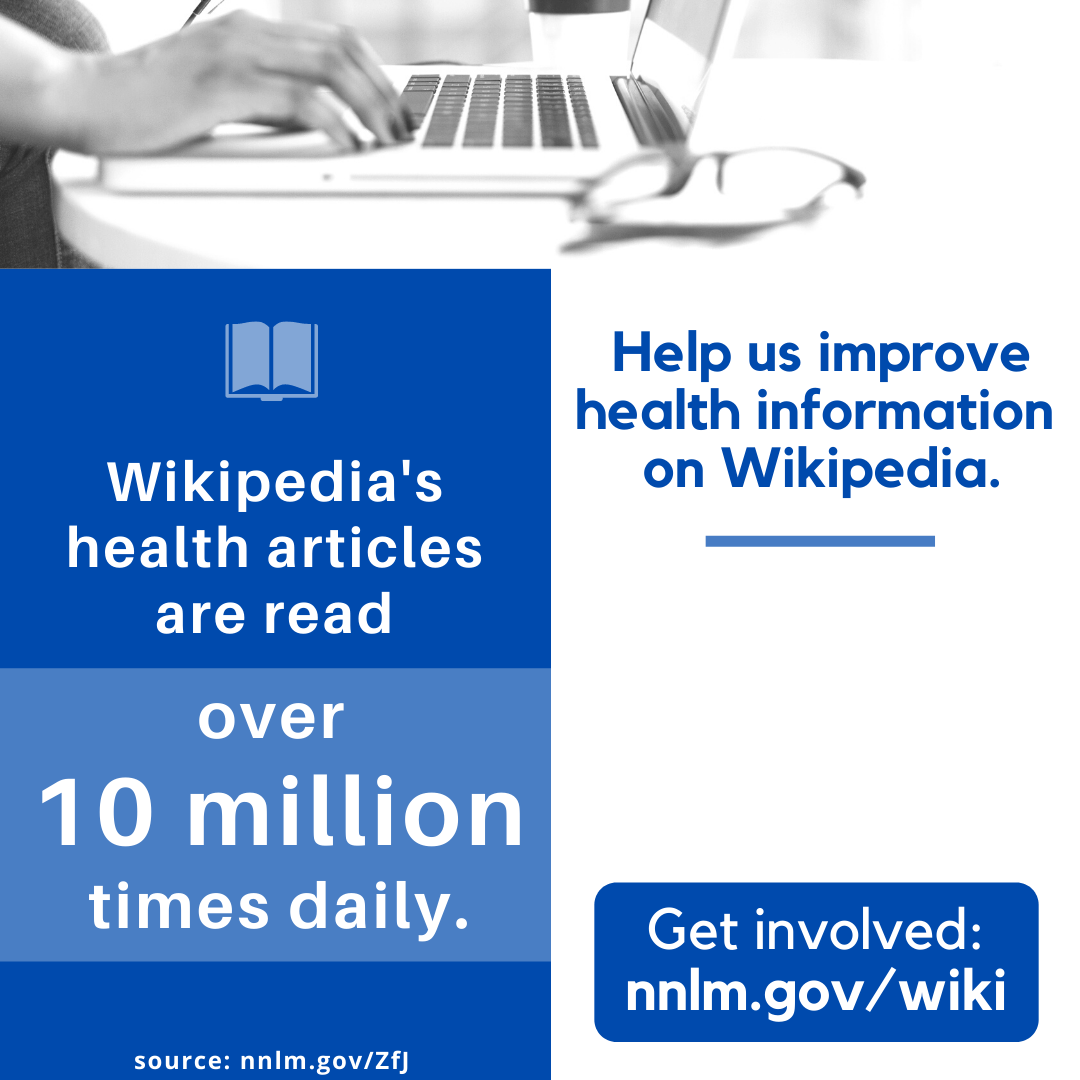 Wikipedia's
health articles
are read
over
10 million
times daily.
source: nnlm.gov/ZfJ
Help us improve
health information
on Wikipedia.
Get involved:
nnlm.gov/wiki